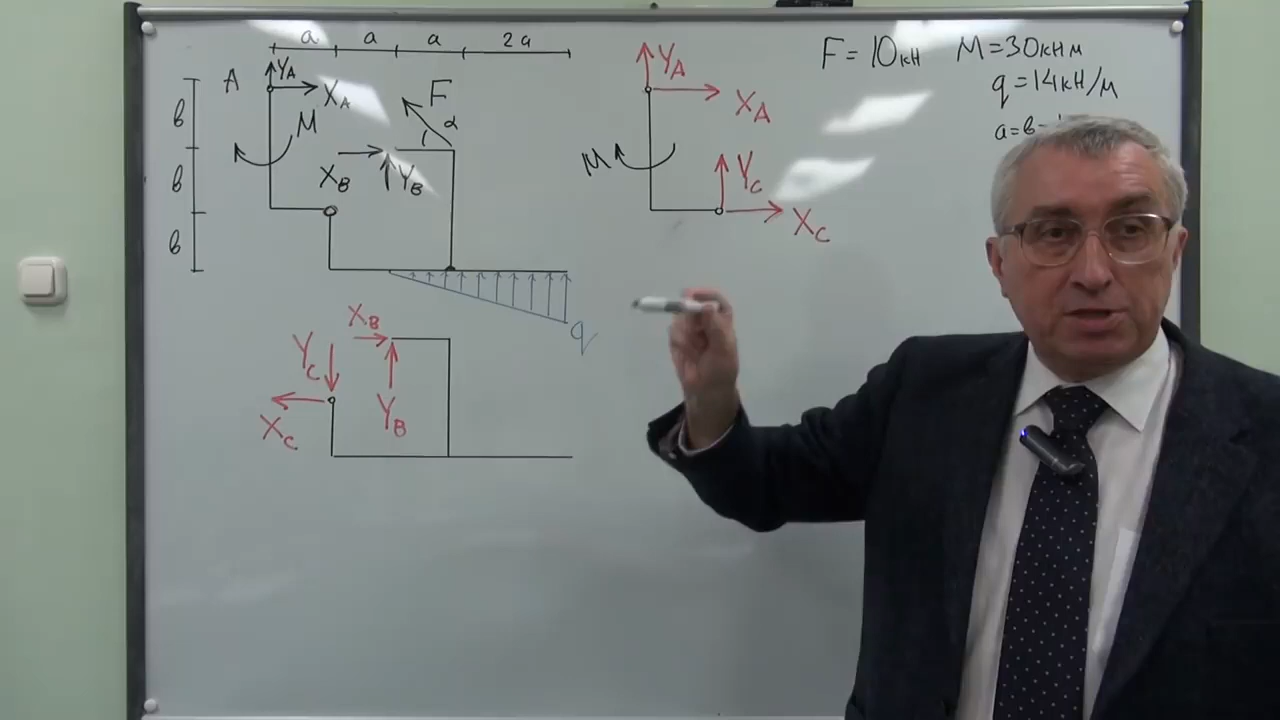 a a a 2a
A Y_A X_A
в в в
M
F α
X_B Y_B
q
Y_A X_A
M
Y_C X_C
F = 10кн M = 30кнм
q = 14кн/м
a=в=
X_B
Y_C
X_C Y_B